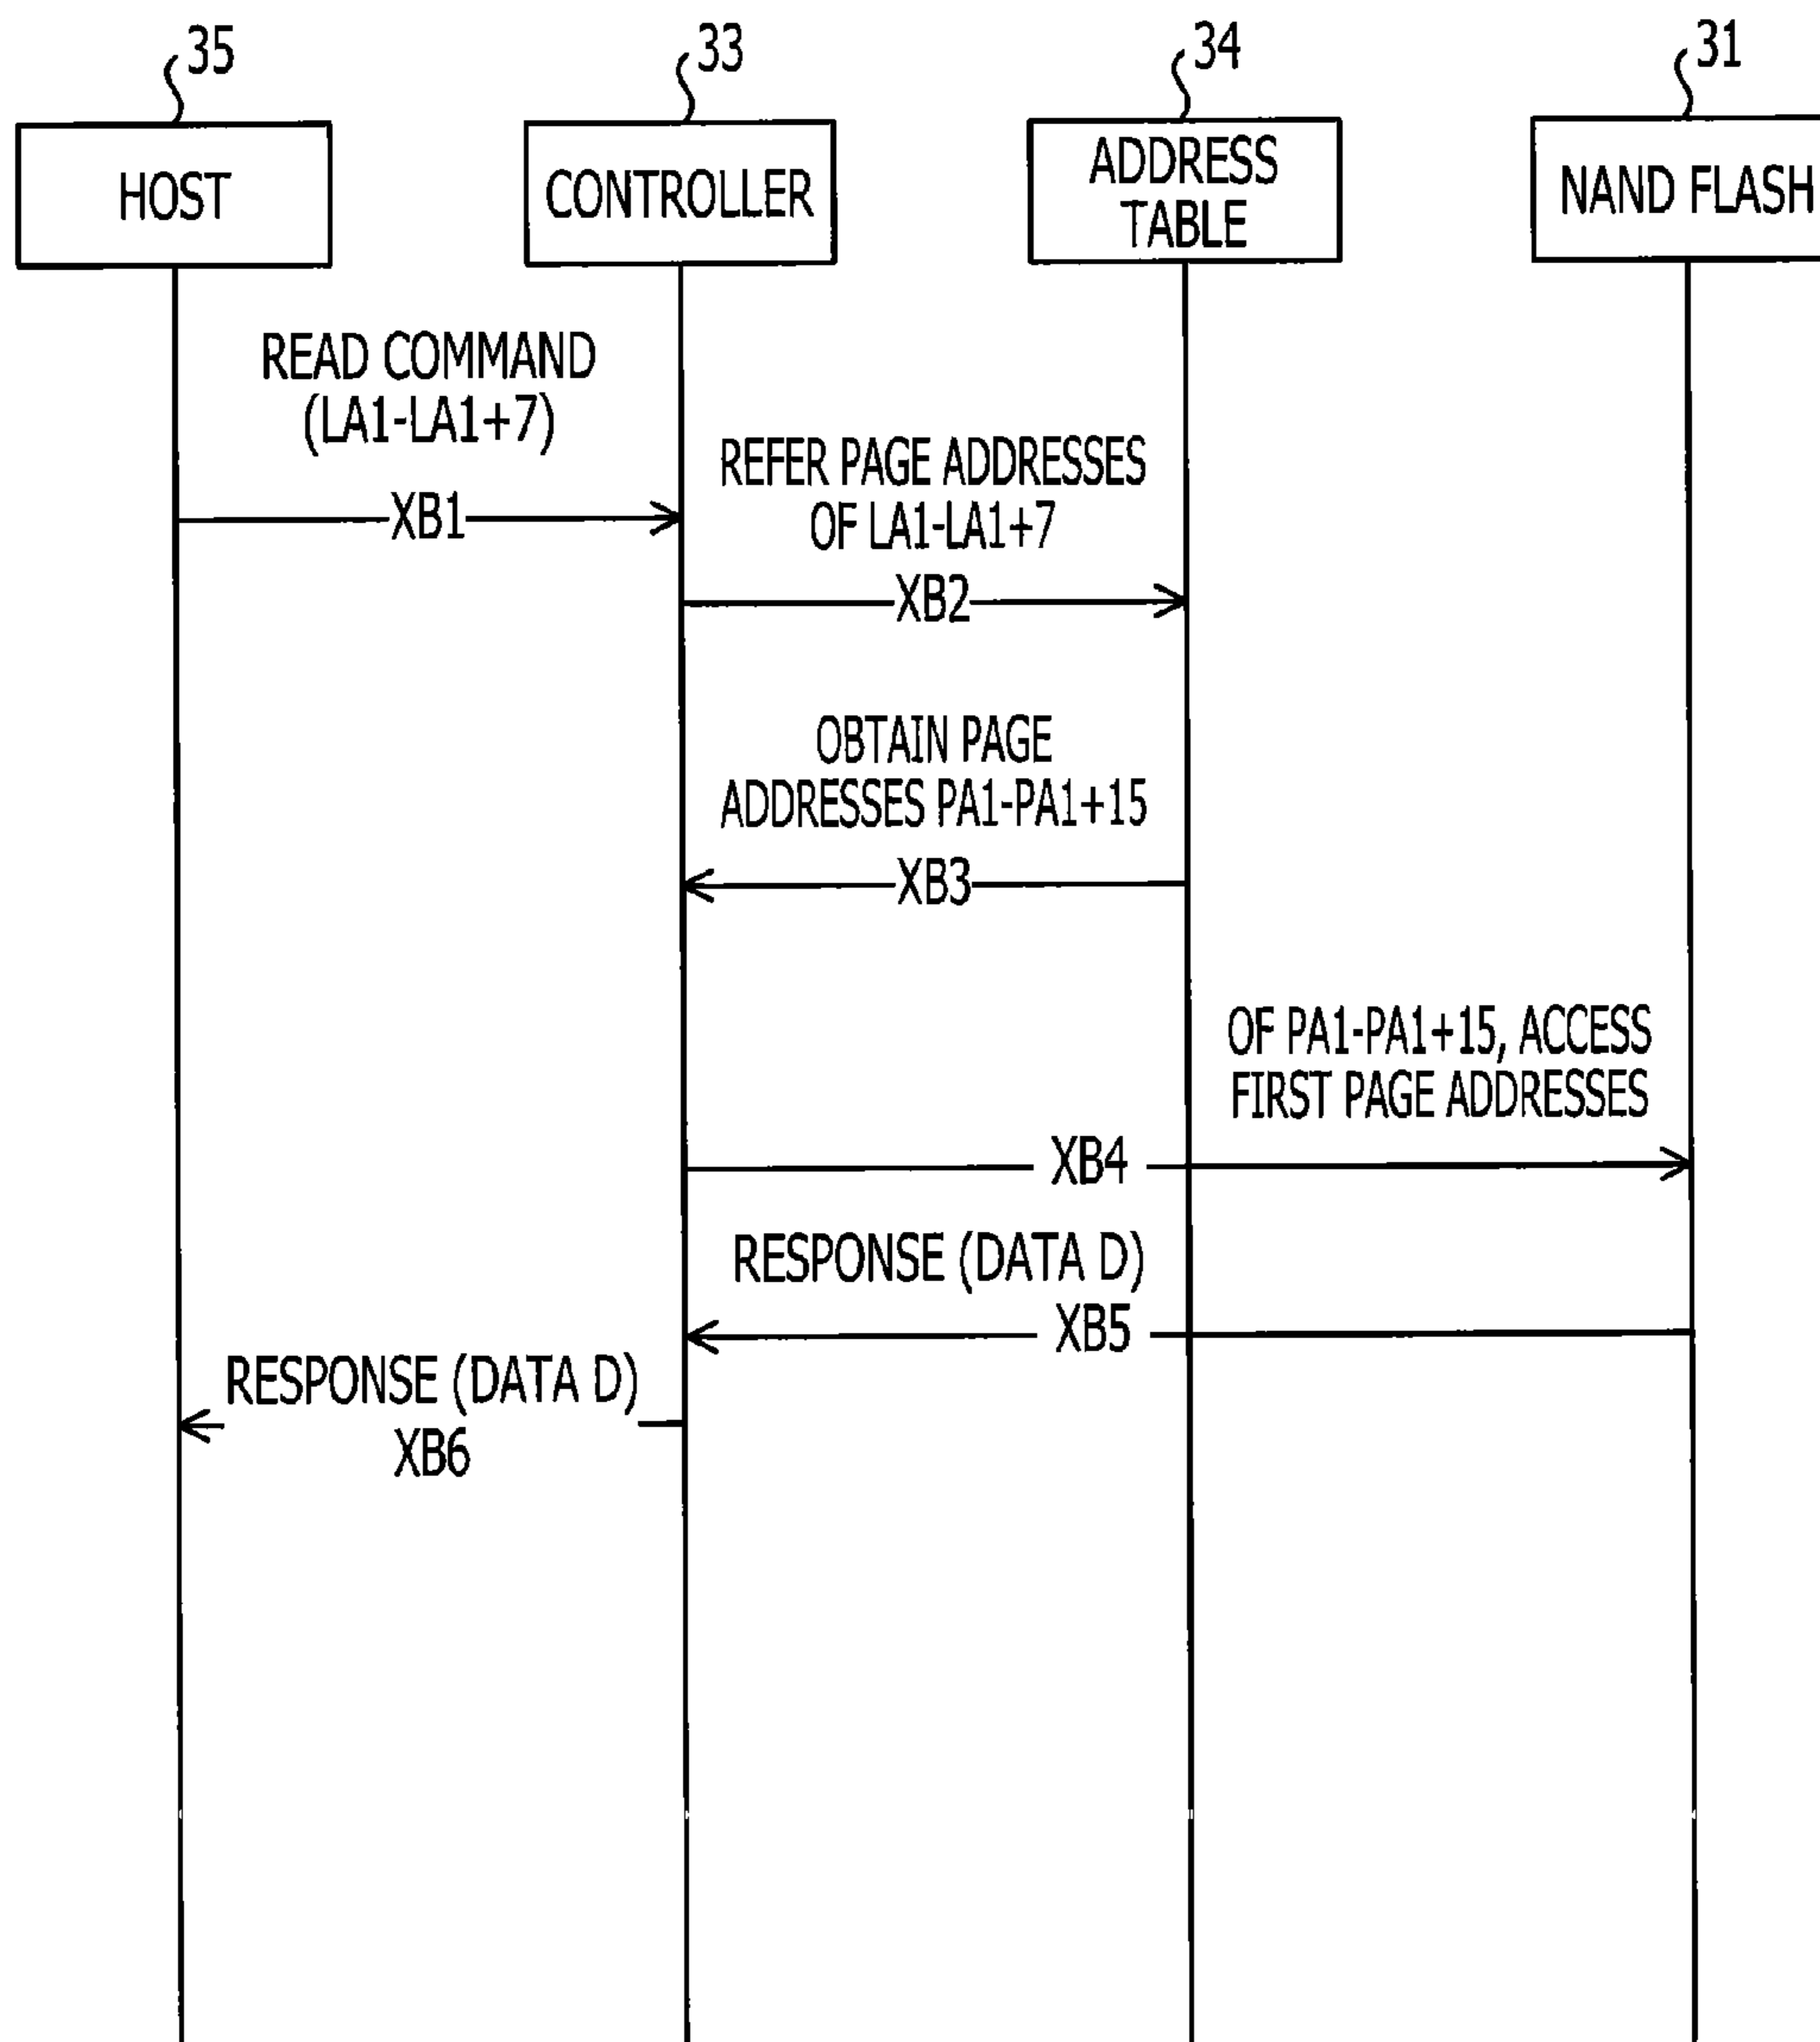 35
33
34
31
HOST
CONTROLLER
ADDRESS
TABLE
NAND FLASH
READ COMMAND
(LA1-LA1+7)
XB1
REFER PAGE ADDRESSES
OF LA1-LA1+7
XB2
OBTAIN PAGE
ADDRESSES PA1-PA1+15
XB3
OF PA1-PA1+15, ACCESS
FIRST PAGE ADDRESSES
XB4
RESPONSE (DATA D)
XB5
RESPONSE (DATA D)
XB6